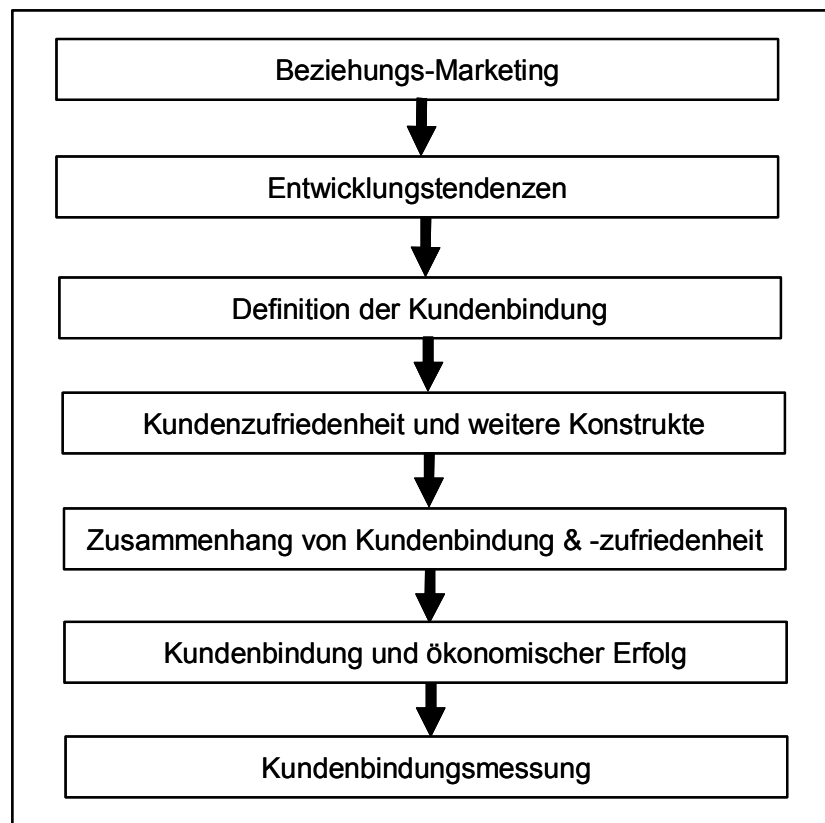 Beziehungs-Marketing
Entwicklungstendenzen
Definition der Kundenbindung
Kundenzufriedenheit und weitere Konstrukte
Zusammenhang von Kundenbindung & -zufriedenheit
Kundenbindung und ökonomischer Erfolg
Kundenbindungsmessung